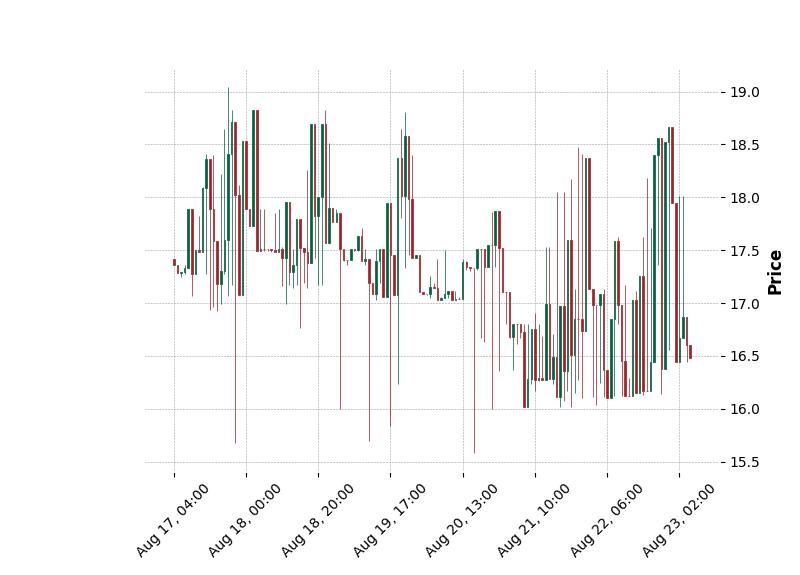 19.0
18.5
18.0
17.5
17.0
16.5
16.0
15.5
Price
Aug 17, 04:00
Aug 18, 00:00
Aug 18, 20:00
Aug 19, 17:00
Aug 20, 13:00
Aug 21, 10:00
Aug 22, 06:00
Aug 23, 02:00